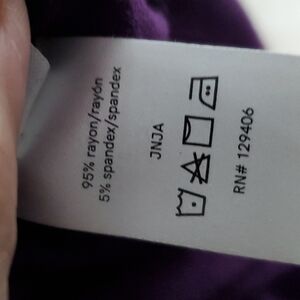 95% rayon/rayón
5% spandex/spandex
JNJA
RN# 129406